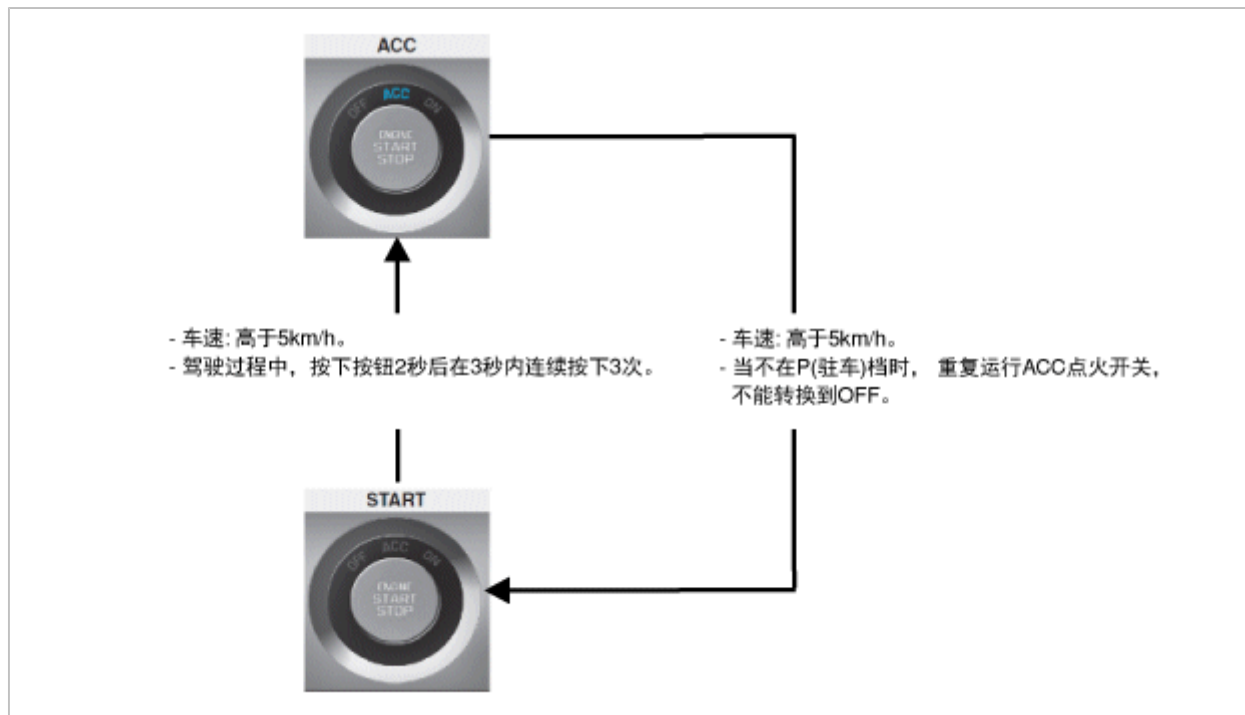 ACC
OFF ACC ON
ENGINE
START
STOP
- 车速: 高于5km/h。
- 驾驶过程中，按下按钮2秒后在3秒内连续按下3次。
- 车速: 高于5km/h。
- 当不在P(驻车)档时， 重复运行ACC点火开关，
不能转换到OFF。
START
OFF ACC ON
ENGINE
START
STOP